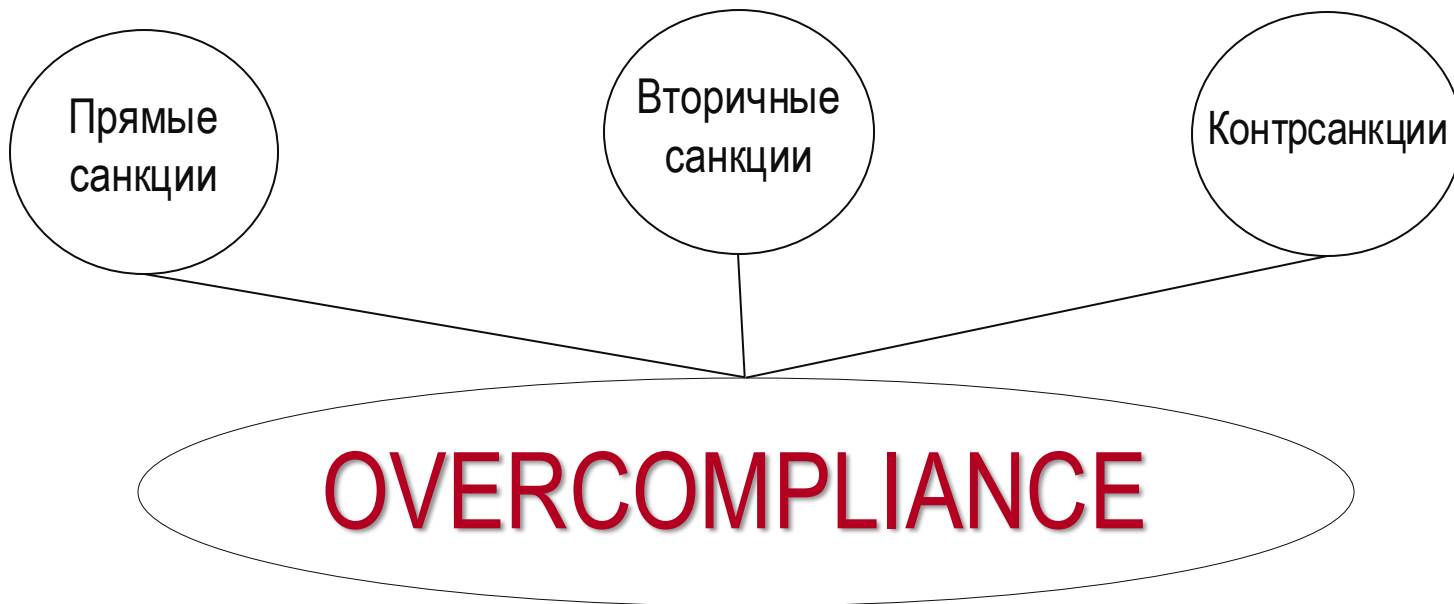 Прямые
санкции
Вторичные
санкции
Контрсанкции
OVERCOMPLIANCE